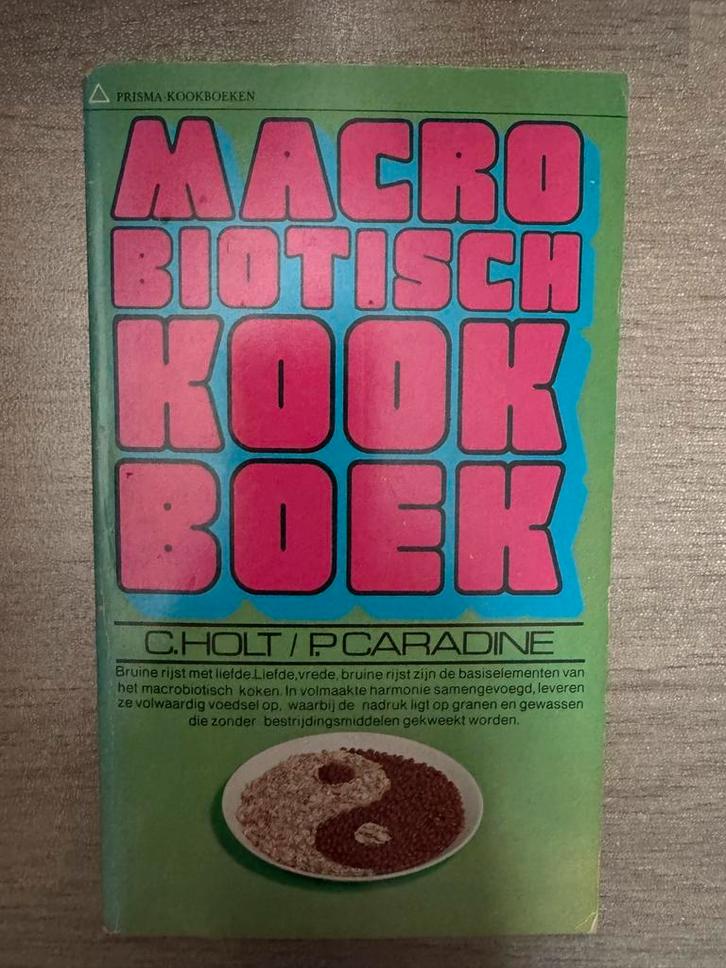 PRISMA-KOOKBOEKEN
MACRO
BIOTISCH
KOOK
BOEK
C.HOLT / P.CARADINE
Bruine rijst met liefde.Liefde,vrede, bruine rijst zijn de basiselementen van
het macrobiotisch koken. In volmaakte harmonie samengevoegd, leveren
ze volwaardig voedsel op, waarbij de nadruk ligt op granen en gewassen
die zonder bestrijdingsmiddelen gekweekt worden.